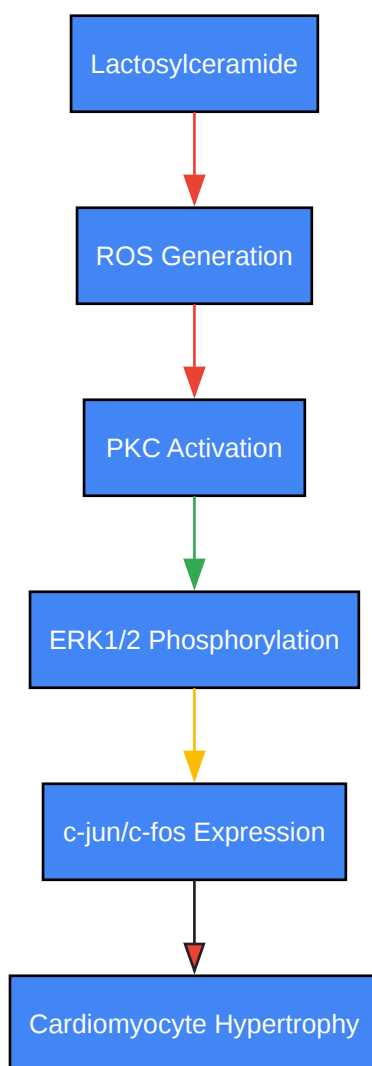 Lactosylceramide
ROS Generation
PKC Activation
ERK1/2 Phosphorylation
c-jun/c-fos Expression
Cardiomyocyte Hypertrophy